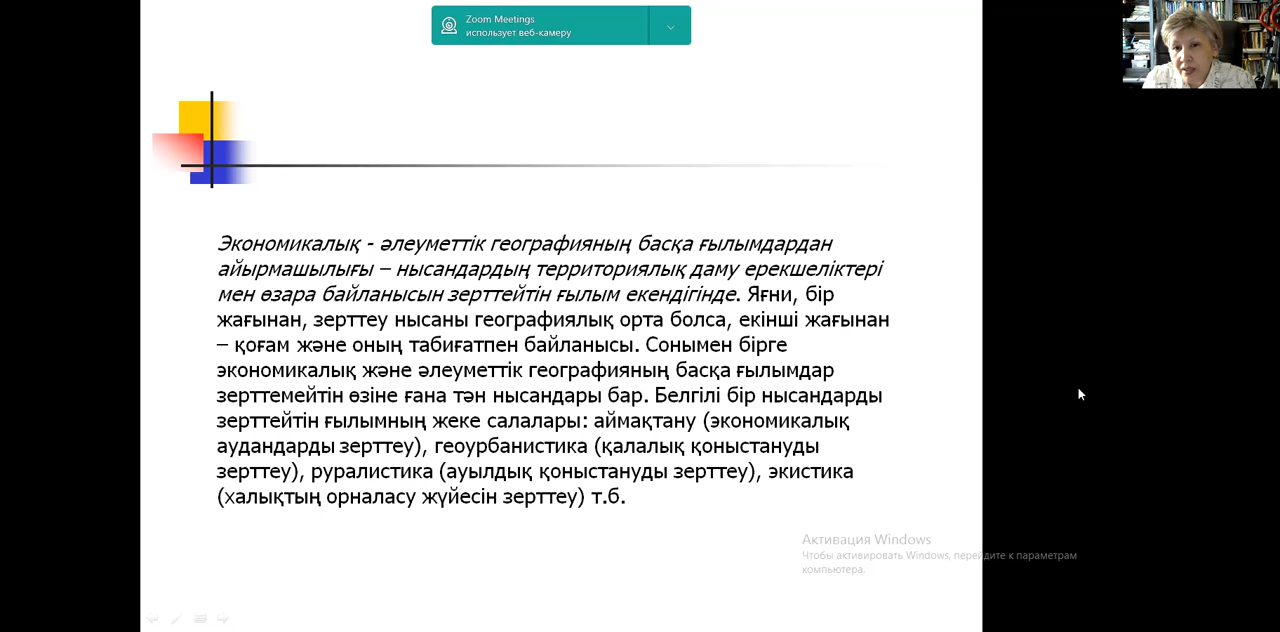 Zoom Meetings
использует веб-камеру
Экономикалық - әлеуметтік географияның басқа ғылымдардан
айырмашылығы – нысандардың территориялық даму ерекшеліктері
мен өзара байланысын зерттейтін ғылым екендігінде. Яғни, бір
жағынан, зерттеу нысаны географиялық орта болса, екінші жағынан
– қоғам және оның табиғатпен байланысы. Сонымен бірге
экономикалық және әлеуметтік географияның басқа ғылымдар
зерттемейтін өзіне ғана тән нысандары бар. Белгілі бір нысандарды
зерттейтін ғылымның жеке салалары: аймақтану (экономикалық
аудандарды зерттеу), геоурбанистика (қалалық қоныстануды
зерттеу), руралистика (ауылдық қоныстануды зерттеу), экистика
(халықтың орналасу жүйесін зерттеу) т.б.
Активация Windows
Чтобы активировать Windows, перейдите к параметрам
компьютера.